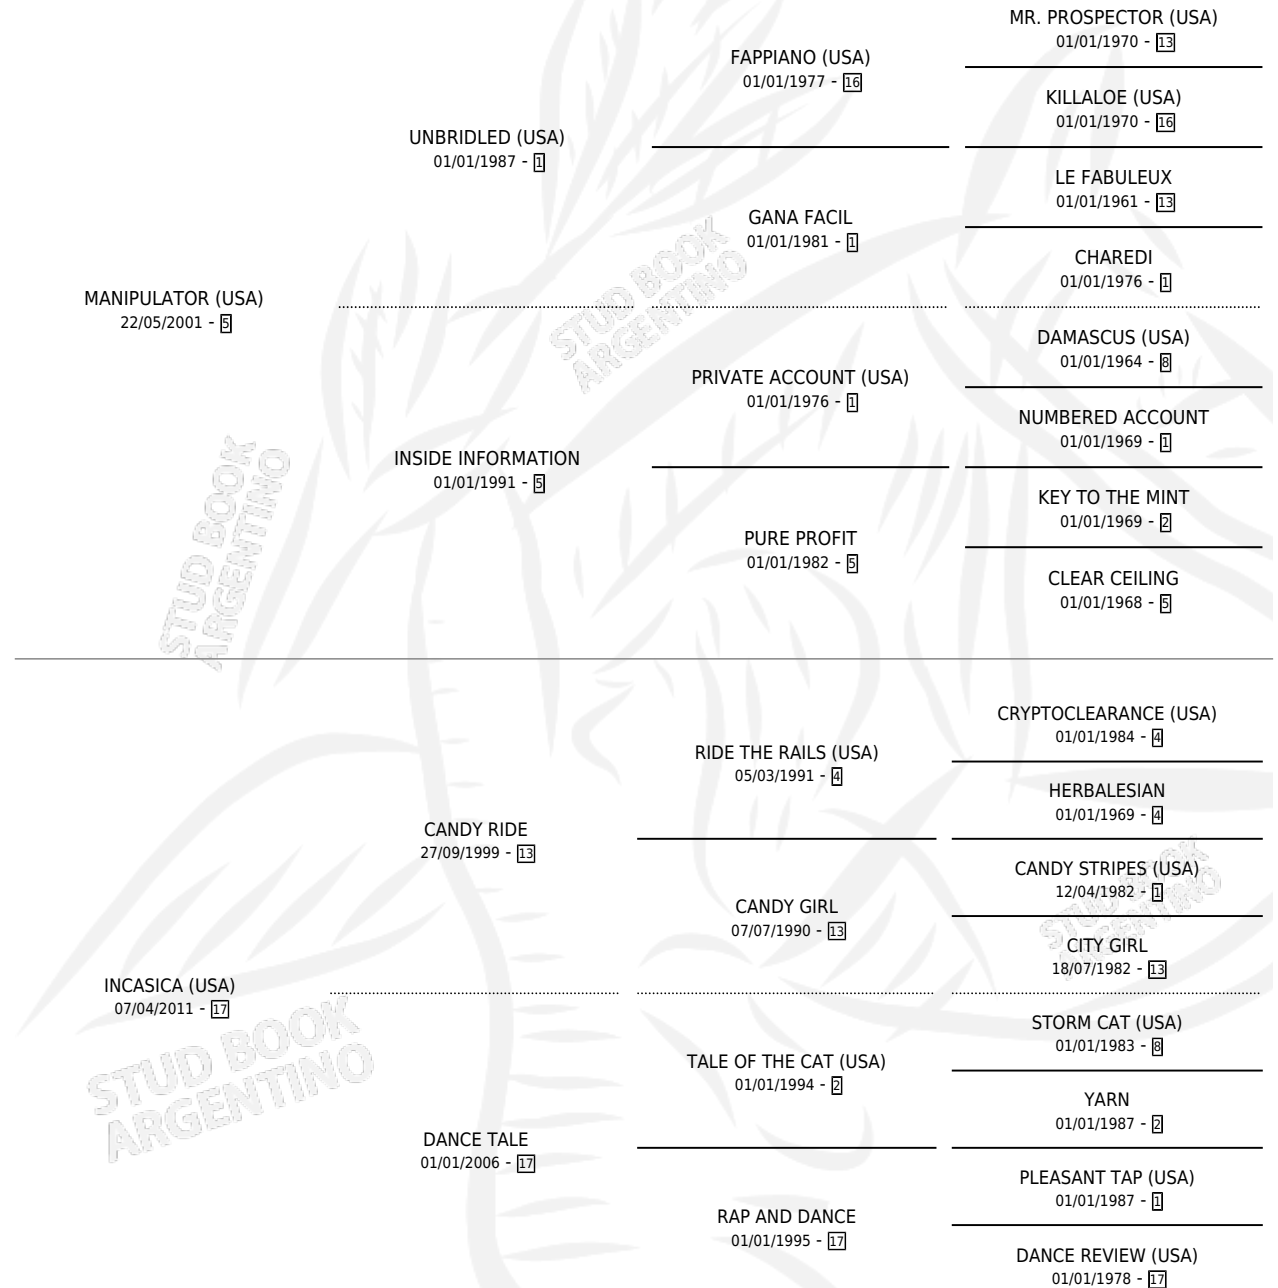 MR. PROSPECTOR (USA)
01/01/1970 - 13
FAPPIANO (USA)
01/01/1977 - 16
KILLALOE (USA)
01/01/1970 - 16
UNBRIDLED (USA)
01/01/1987 - 1
LE FABULEUX
01/01/1961 - 13
GANA FACIL
01/01/1981 - 1
CHAREDI
01/01/1976 - 1
MANIPULATOR (USA)
22/05/2001 - 5
DAMASCUS (USA)
01/01/1964 - 8
PRIVATE ACCOUNT (USA)
01/01/1976 - 1
NUMBERED ACCOUNT
01/01/1969 - 1
INSIDE INFORMATION
01/01/1991 - 5
KEY TO THE MINT
01/01/1969 - 2
PURE PROFIT
01/01/1982 - 5
CLEAR CEILING
01/01/1968 - 5
CRYPTOCLEARANCE (USA)
01/01/1984 - 4
RIDE THE RAILS (USA)
05/03/1991 - 4
HERBALESIAN
01/01/1969 - 4
CANDY RIDE
27/09/1999 - 13
CANDY STRIPES (USA)
12/04/1982 - 1
CANDY GIRL
07/07/1990 - 13
CITY GIRL
18/07/1982 - 13
INCASICA (USA)
07/04/2011 - 17
STORM CAT (USA)
01/01/1983 - 8
TALE OF THE CAT (USA)
01/01/1994 - 2
YARN
01/01/1987 - 2
DANCE TALE
01/01/2006 - 17
PLEASANT TAP (USA)
01/01/1987 - 1
RAP AND DANCE
01/01/1995 - 17
DANCE REVIEW (USA)
01/01/1978 - 17
STUD BOOK
ARGENTINO
STUD BOOK
ARGENTINO
STUD BOOK
ARGENTINO
STUD BOOK
ARGENTINO